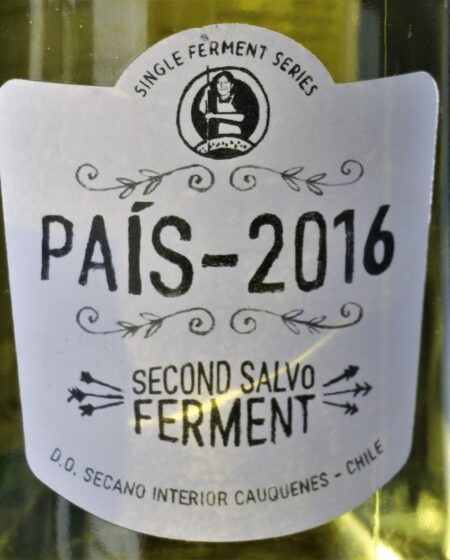 SINGLE FERMENT SERIES
PAÍS-2016
SECOND SALVO
FERMENT
D.O. SECANO INTERIOR CAUQUENES - CHILE